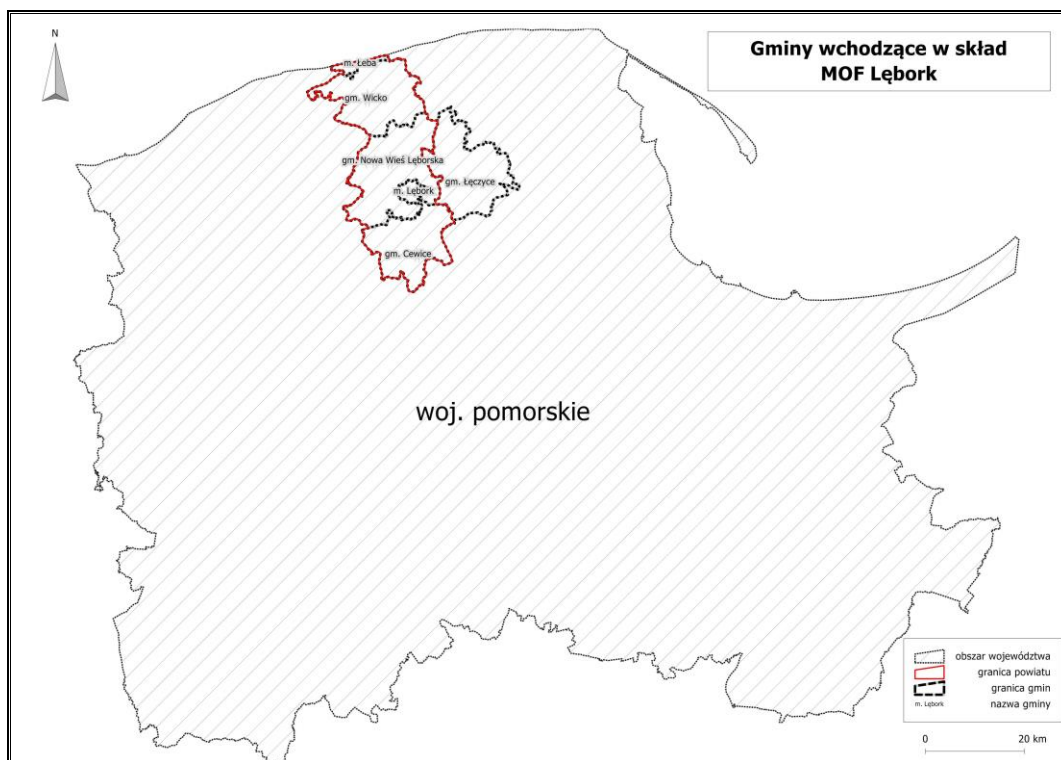 N
Gminy wchodzące w skład
MOF Lębork
m. Łeba
gm. Wicko
gm. Nowa Wieś Lęborska
gm. Łęczyce
m. Lębork
gm. Cewice
woj. pomorskie
obszar województwa
granica powiatu
granica gmin
m. Lębork nazwa gminy
0 20 km